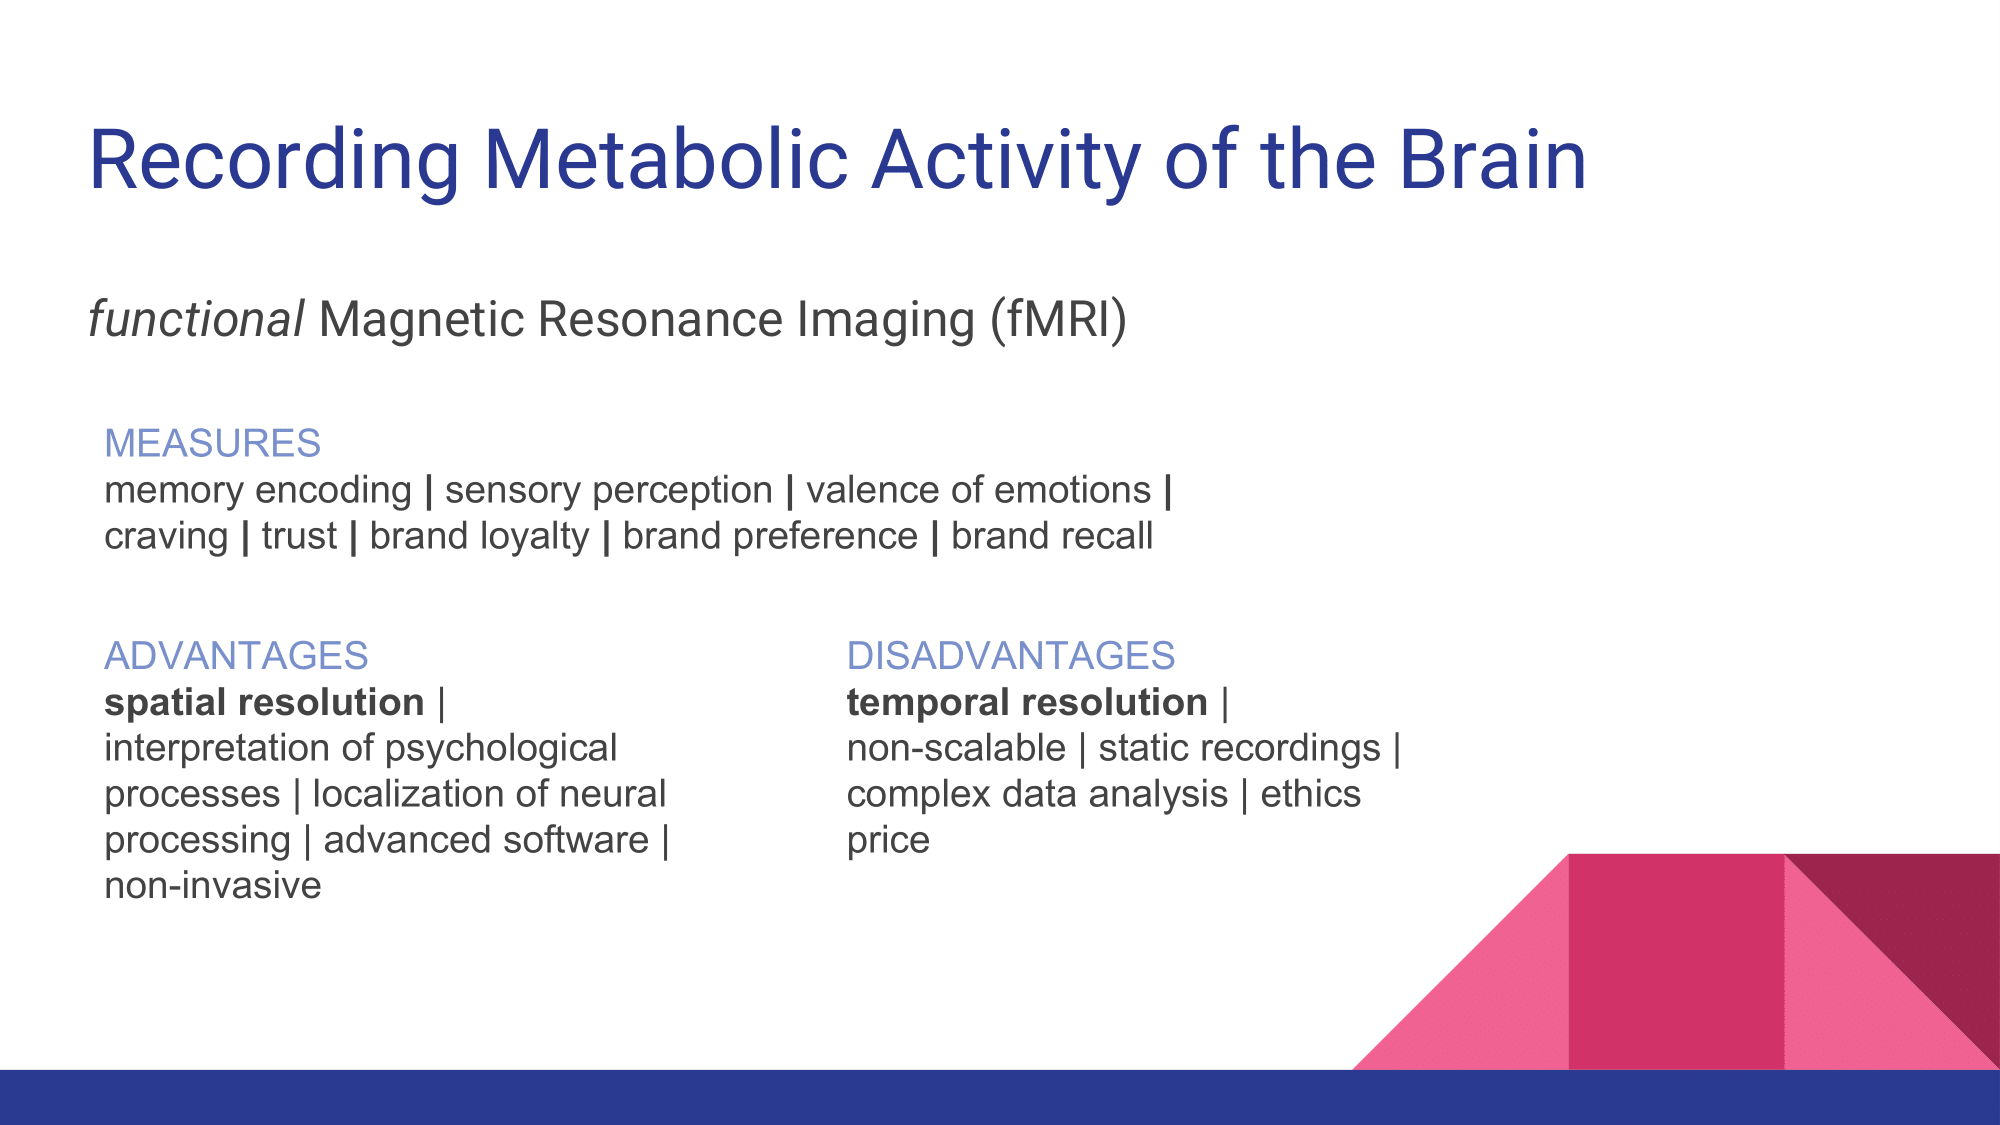 Recording Metabolic Activity of the Brain
functional Magnetic Resonance Imaging (fMRI)
MEASURES
memory encoding | sensory perception | valence of emotions |
craving | trust | brand loyalty | brand preference | brand recall
ADVANTAGES
spatial resolution |
interpretation of psychological
processes | localization of neural
processing | advanced software |
non-invasive
DISADVANTAGES
temporal resolution |
non-scalable | static recordings |
complex data analysis | ethics
price